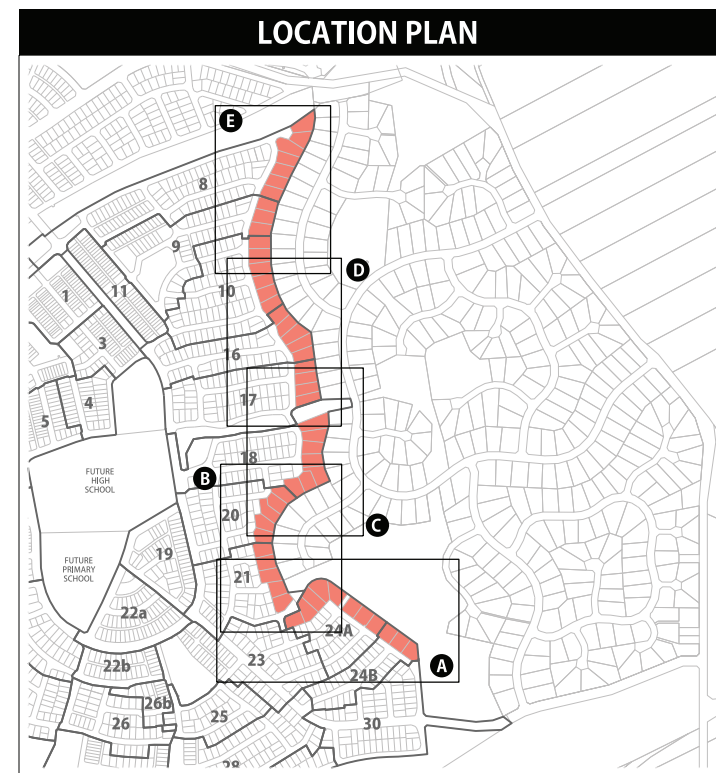 LOCATION PLAN
E
8
9
D
10
11
1
3
16
17
4
5
18
B
FUTURE
HIGH
SCHOOL
20
C
19
FUTURE
PRIMARY
SCHOOL
21
22a
24A
23
22b
A
24B
26b
25
26
30
28